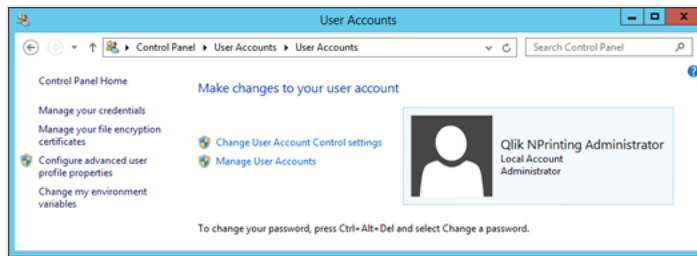 User Accounts
Control Panel User Accounts User Accounts
Search Control Panel
Control Panel Home
Manage your credentials
Manage your file encryption
certificates
Configure advanced user
profile properties
Change my environment
variables
Make changes to your user account
Change User Account Control settings
Manage User Accounts
Qlik NPrinting Administrator
Local Account
Administrator
To change your password, press Ctrl+Alt+Del and select Change a password.